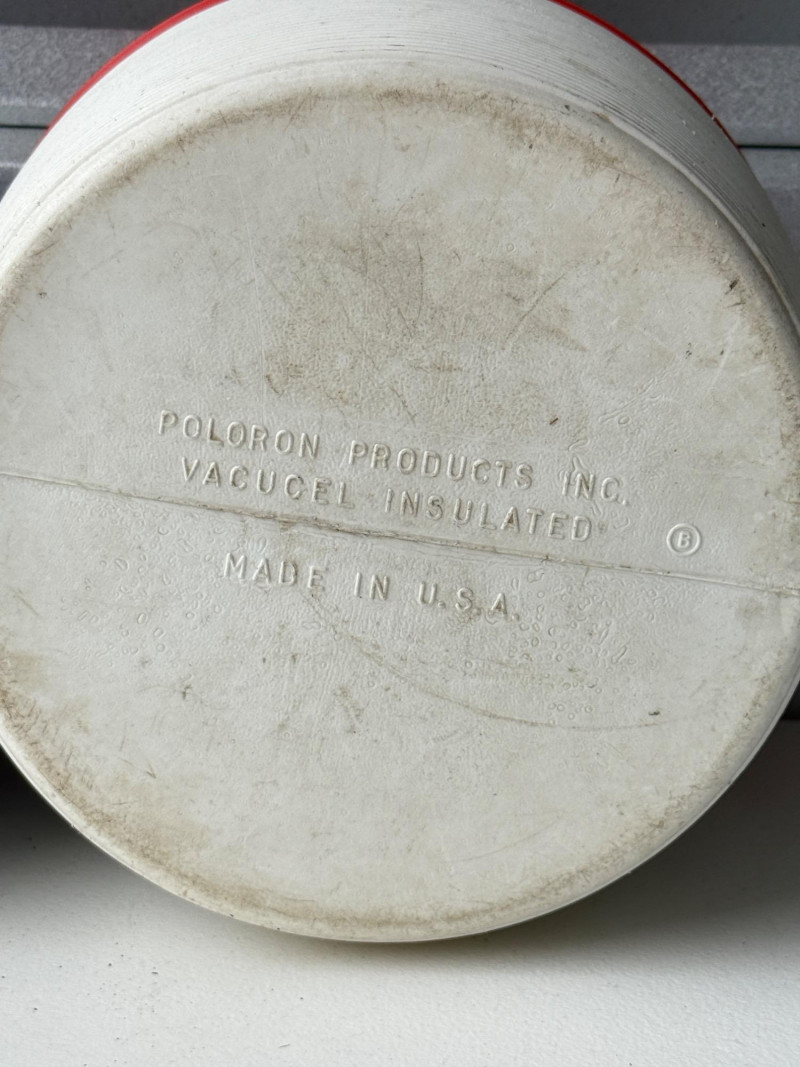 POLORON PRODUCTS INC.
VACUCEL INSULATED
B
MADE IN U.S.A.